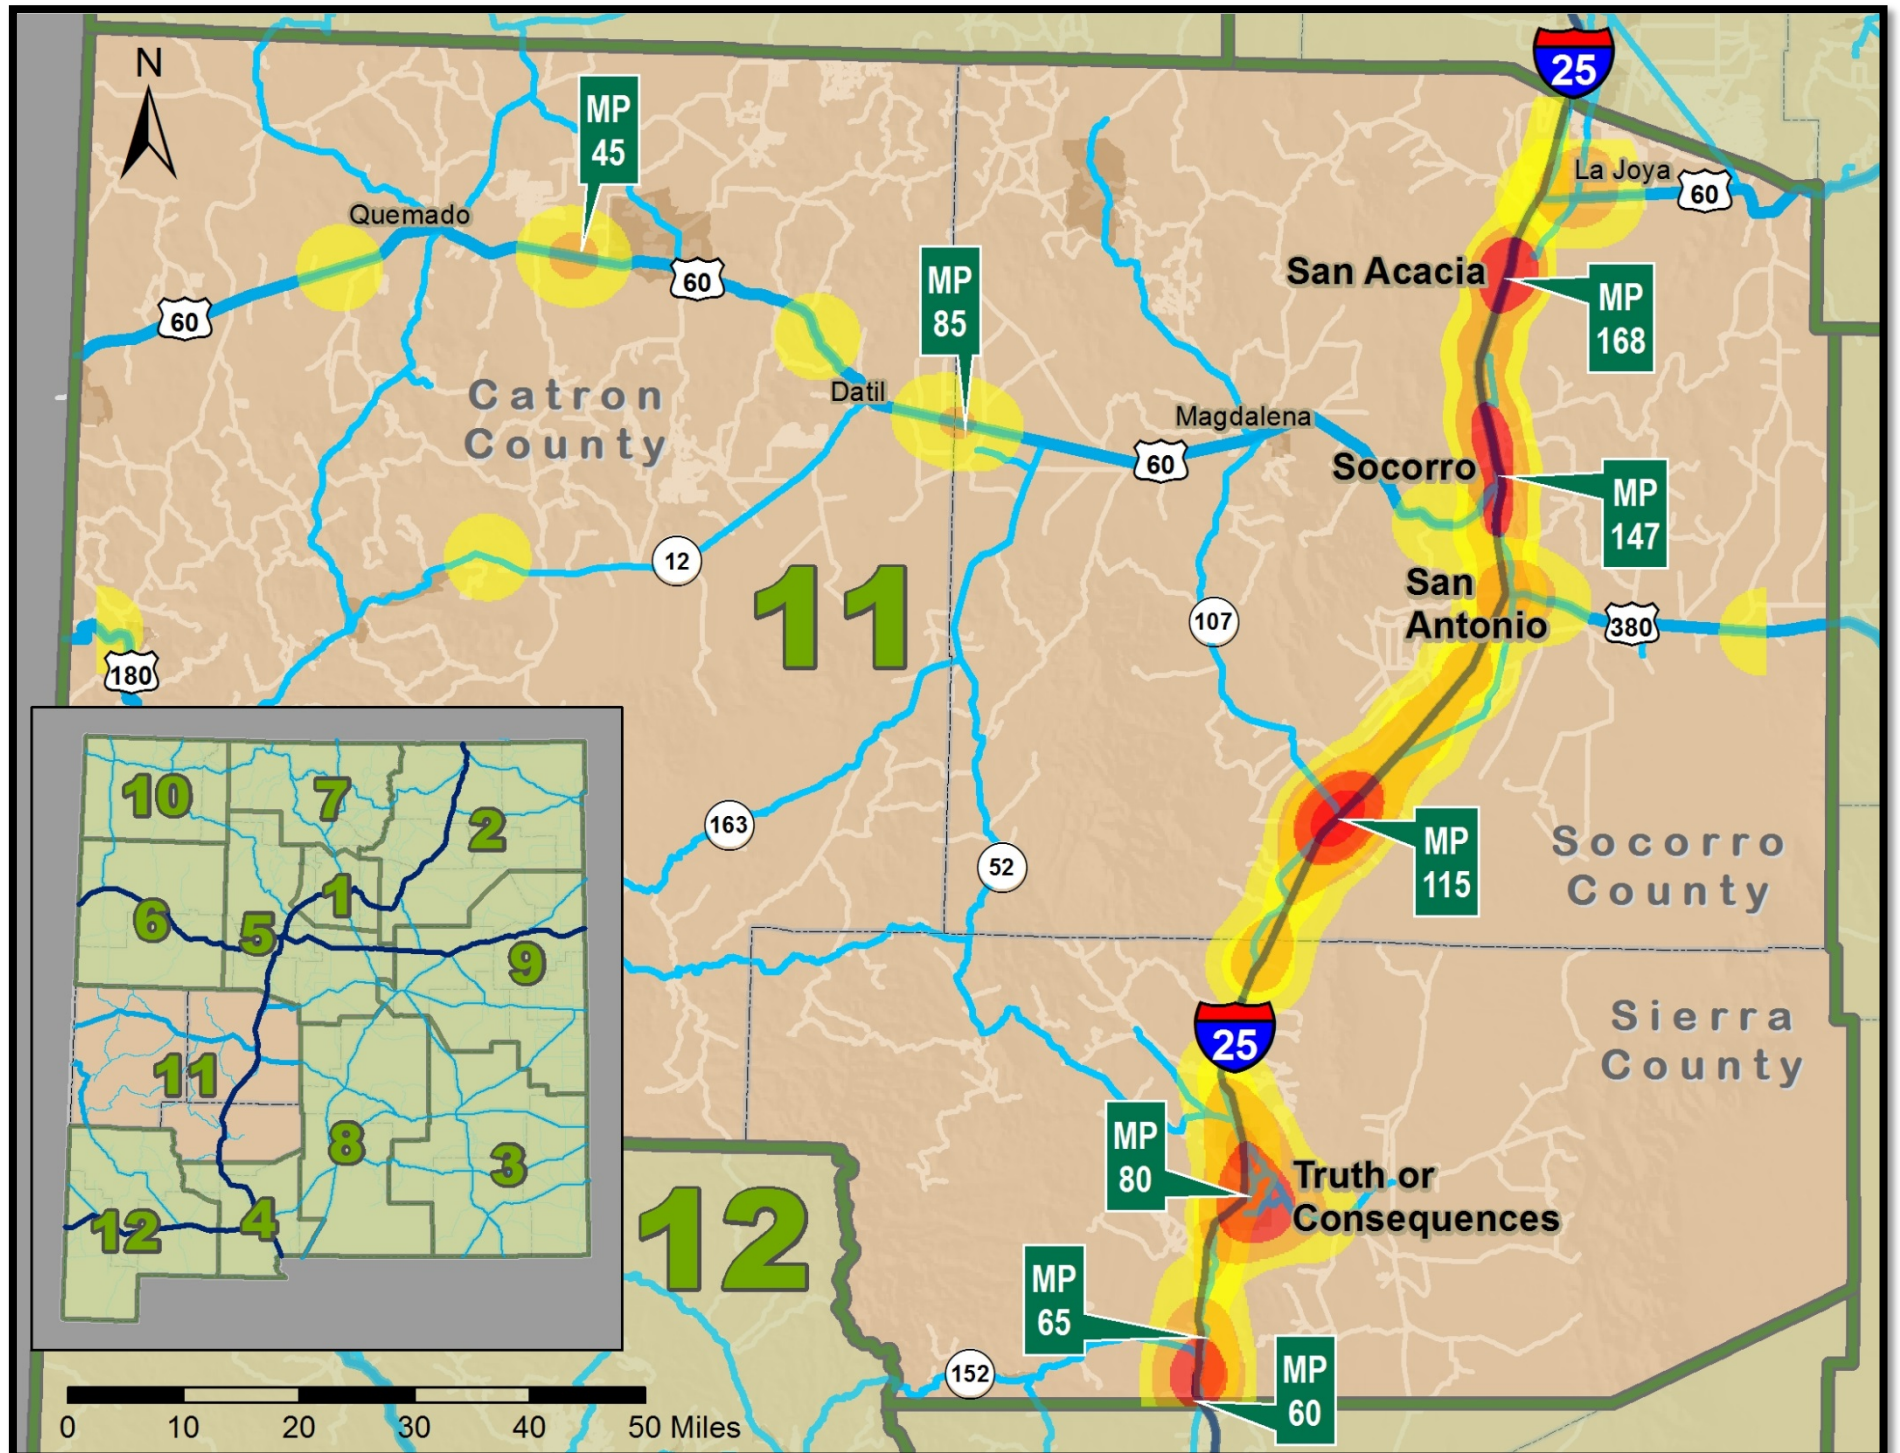 N
25
MP
45
La Joya
60
Quemado
60
60
San Acacia
MP
168
MP
85
Catron
County
Datil
Magdalena
60
Socorro
MP
147
12
11
107
San
Antonio
380
180
163
52
MP
115
Socorro
County
Sierra
County
25
MP
80
Truth or
Consequences
12
MP
65
152
MP
60
10
7
2
1
6
5
9
11
8
3
12
4
0 10 20 30 40 50 Miles